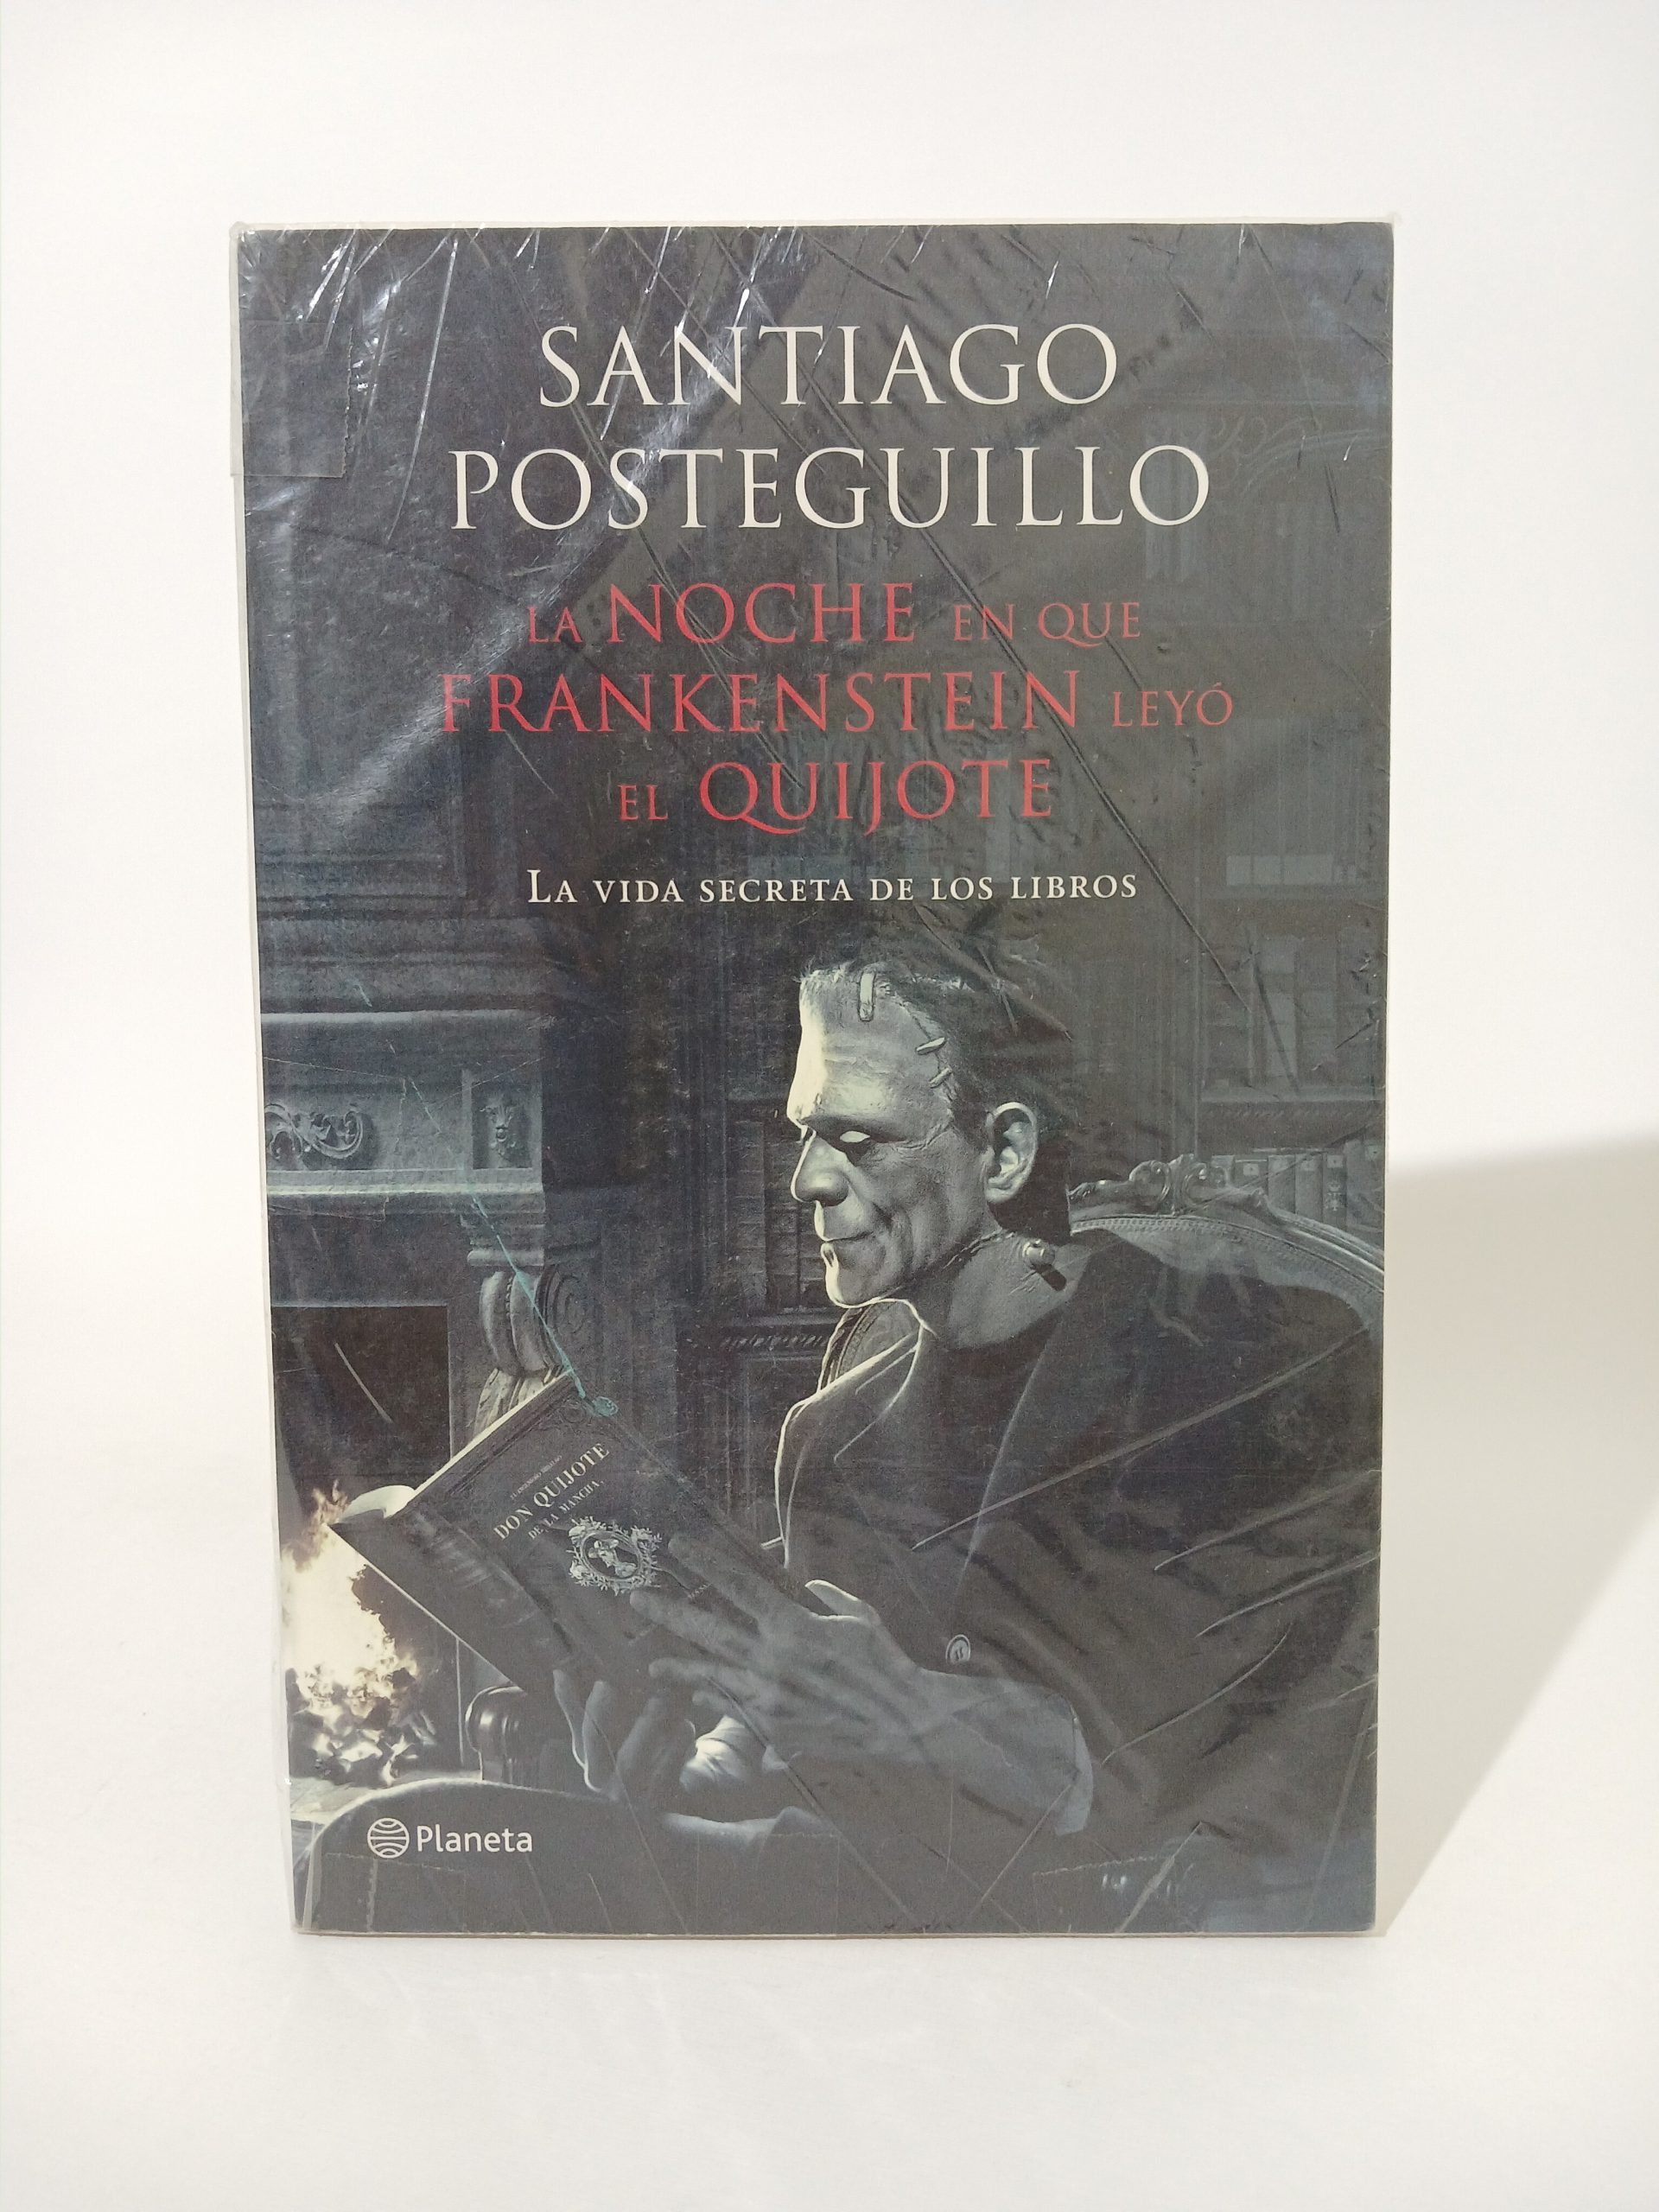 SANTIAGO
POSTEGUILLO
LA NOCHE EN QUE
FRANKENSTEIN LEYÓ
EL QUIJOTE
LA VIDA SECRETA DE LOS LIBROS
DON QUIJOTE
DE LA MANCHA,
Planeta